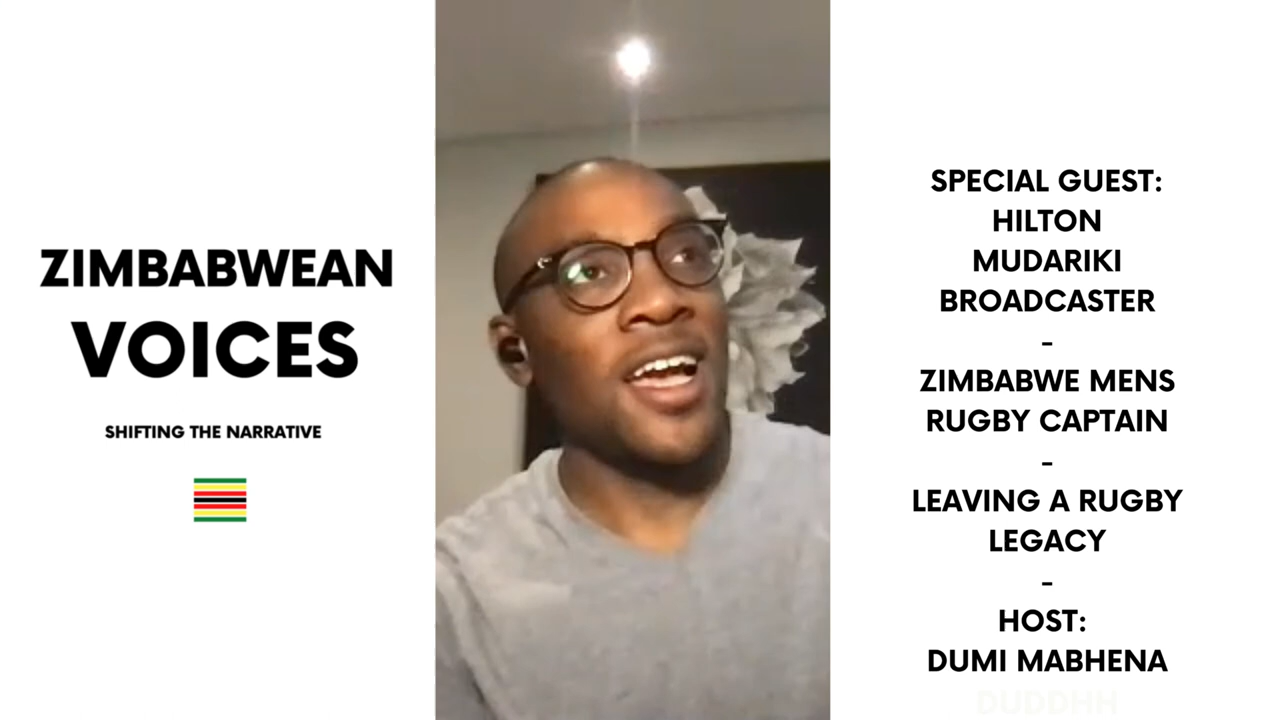 ZIMBABWEAN
VOICES
SHIFTING THE NARRATIVE
SPECIAL GUEST:
HILTON
MUDARIKI
BROADCASTER
-
ZIMBABWE MENS
RUGBY CAPTAIN
-
LEAVING A RUGBY
LEGACY
-
HOST:
DUMI MABHENA
DUDDHH